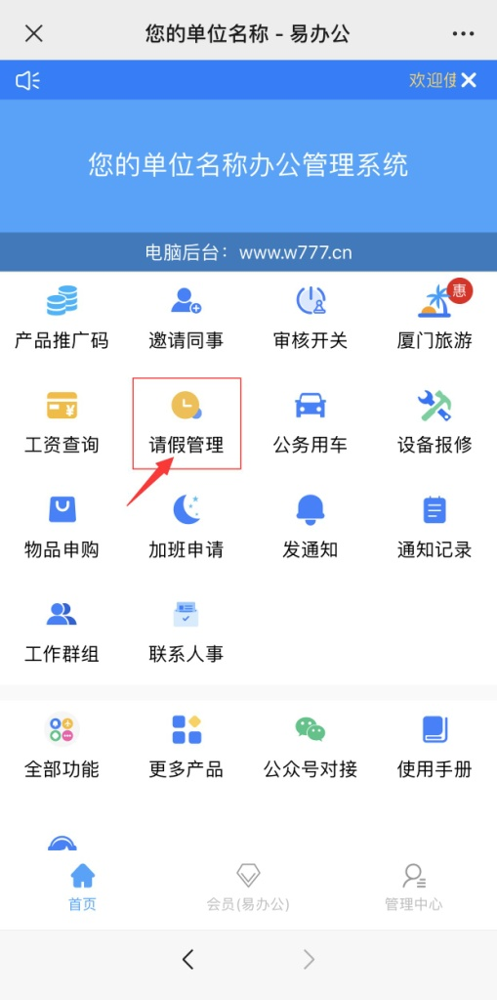 您的单位名称 - 易办公
欢迎使
您的单位名称办公管理系统
电脑后台：www.w777.cn
惠
产品推广码 邀请同事 审核开关 厦门旅游
工资查询 请假管理 公务用车 设备报修
物品申购 加班申请 发通知 通知记录
工作群组 联系人事
全部功能 更多产品 公众号对接 使用手册
首页 会员(易办公) 管理中心